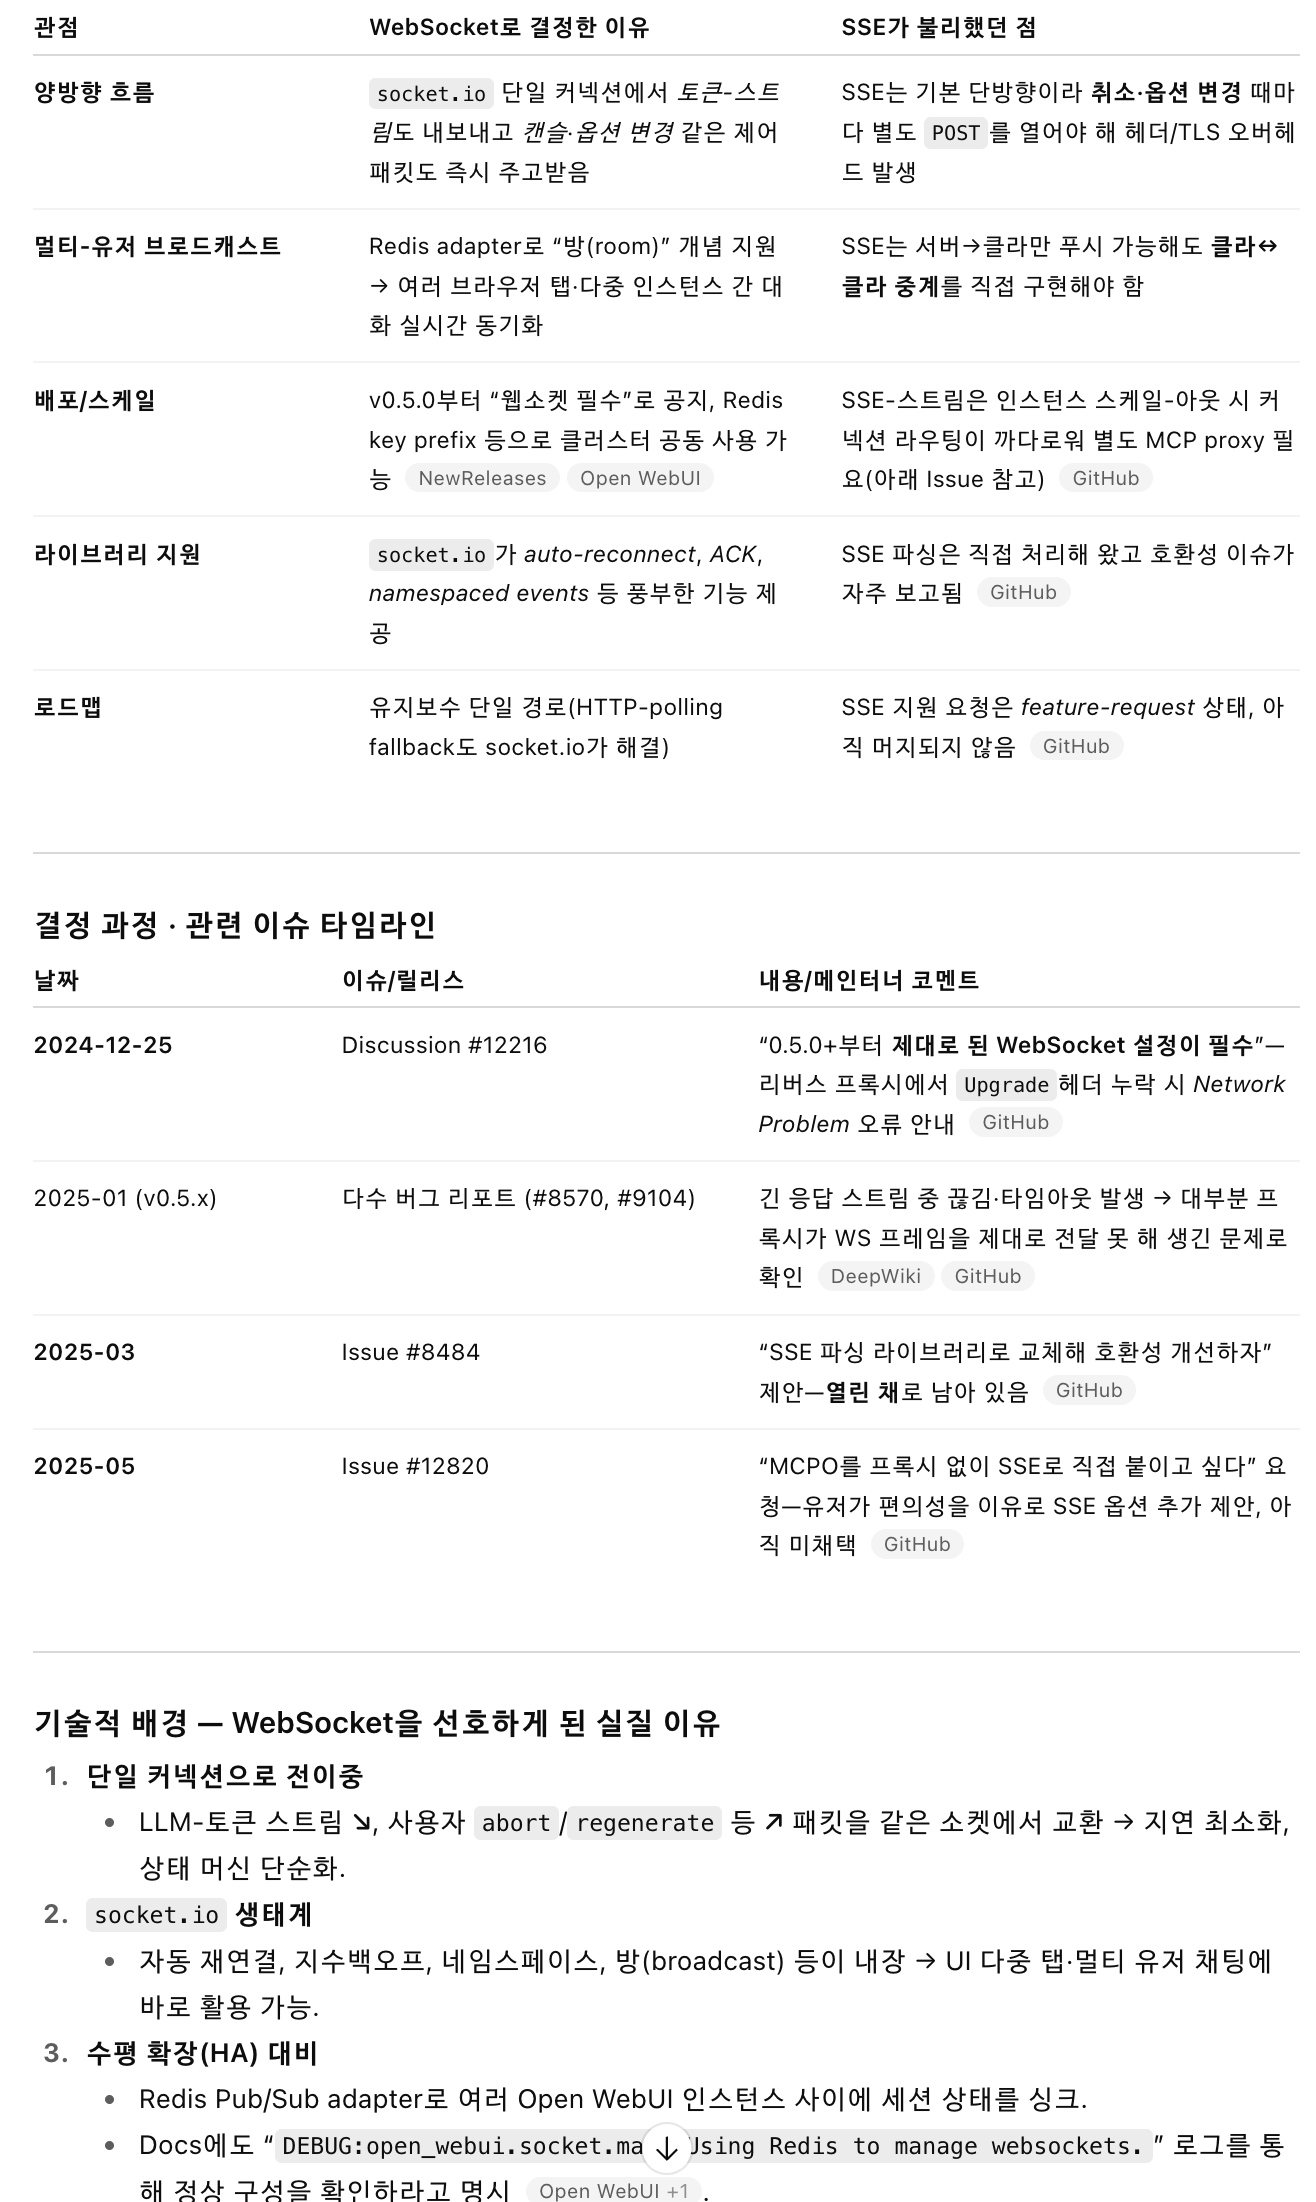 관점 WebSocket로 결정한 이유 SSE가 불리했던 점
양방향 흐름
socket.io 단일 커넥션에서 토큰-스트
림도 내보내고 캔슬·옵션 변경 같은 제어
패킷도 즉시 주고받음
SSE는 기본 단방향이라 취소·옵션 변경 때마
다 별도 POST를 열어야 해 헤더/TLS 오버헤
드 발생
멀티-유저 브로드캐스트
Redis adapter로 “방(room)” 개념 지원
→ 여러 브라우저 탭·다중 인스턴스 간 대
화 실시간 동기화
SSE는 서버→클라만 푸시 가능해도 클라↔
클라 중계를 직접 구현해야 함
배포/스케일
v0.5.0부터 “웹소켓 필수”로 공지, Redis
key prefix 등으로 클러스터 공동 사용 가
능 NewReleases Open WebUI
SSE-스트림은 인스턴스 스케일-아웃 시 커
넥션 라우팅이 까다로워 별도 MCP proxy 필
요(아래 Issue 참고) GitHub
라이브러리 지원
socket.io가 auto-reconnect, ACK,
namespaced events 등 풍부한 기능 제
공
SSE 파싱은 직접 처리해 왔고 호환성 이슈가
자주 보고됨 GitHub
로드맵
유지보수 단일 경로(HTTP-polling
fallback도 socket.io가 해결)
SSE 지원 요청은 feature-request 상태, 아
직 머지되지 않음 GitHub
결정 과정 · 관련 이슈 타임라인
날짜 이슈/릴리스 내용/메인터너 코멘트
2024-12-25 Discussion #12216
“0.5.0+부터 제대로 된 WebSocket 설정이 필수”—
리버스 프록시에서 Upgrade헤더 누락 시 Network
Problem 오류 안내 GitHub
2025-01 (v0.5.x) 다수 버그 리포트 (#8570, #9104)
긴 응답 스트림 중 끊김·타임아웃 발생 → 대부분 프
록시가 WS 프레임을 제대로 전달 못 해 생긴 문제로
확인 DeepWiki GitHub
2025-03 Issue #8484
“SSE 파싱 라이브러리로 교체해 호환성 개선하자”
제안—열린 채로 남아 있음 GitHub
2025-05 Issue #12820
“MCPO를 프록시 없이 SSE로 직접 붙이고 싶다” 요
청—유저가 편의성을 이유로 SSE 옵션 추가 제안, 아
직 미채택 GitHub
기술적 배경 — WebSocket을 선호하게 된 실질 이유
1. 단일 커넥션으로 전이중
• LLM-토큰 스트림 ↘, 사용자 abort/regenerate 등 ↗ 패킷을 같은 소켓에서 교환 → 지연 최소화,
상태 머신 단순화.
2. socket.io 생태계
• 자동 재연결, 지수백오프, 네임스페이스, 방(broadcast) 등이 내장 → UI 다중 탭·멀티 유저 채팅에
바로 활용 가능.
3. 수평 확장(HA) 대비
• Redis Pub/Sub adapter로 여러 Open WebUI 인스턴스 사이에 세션 상태를 싱크.
• Docs에도 “DEBUG:open_webui.socket.ma Using Redis to manage websockets.” 로그를 통
해 정상 구성을 확인하라고 명시 Open WebUI +1 .